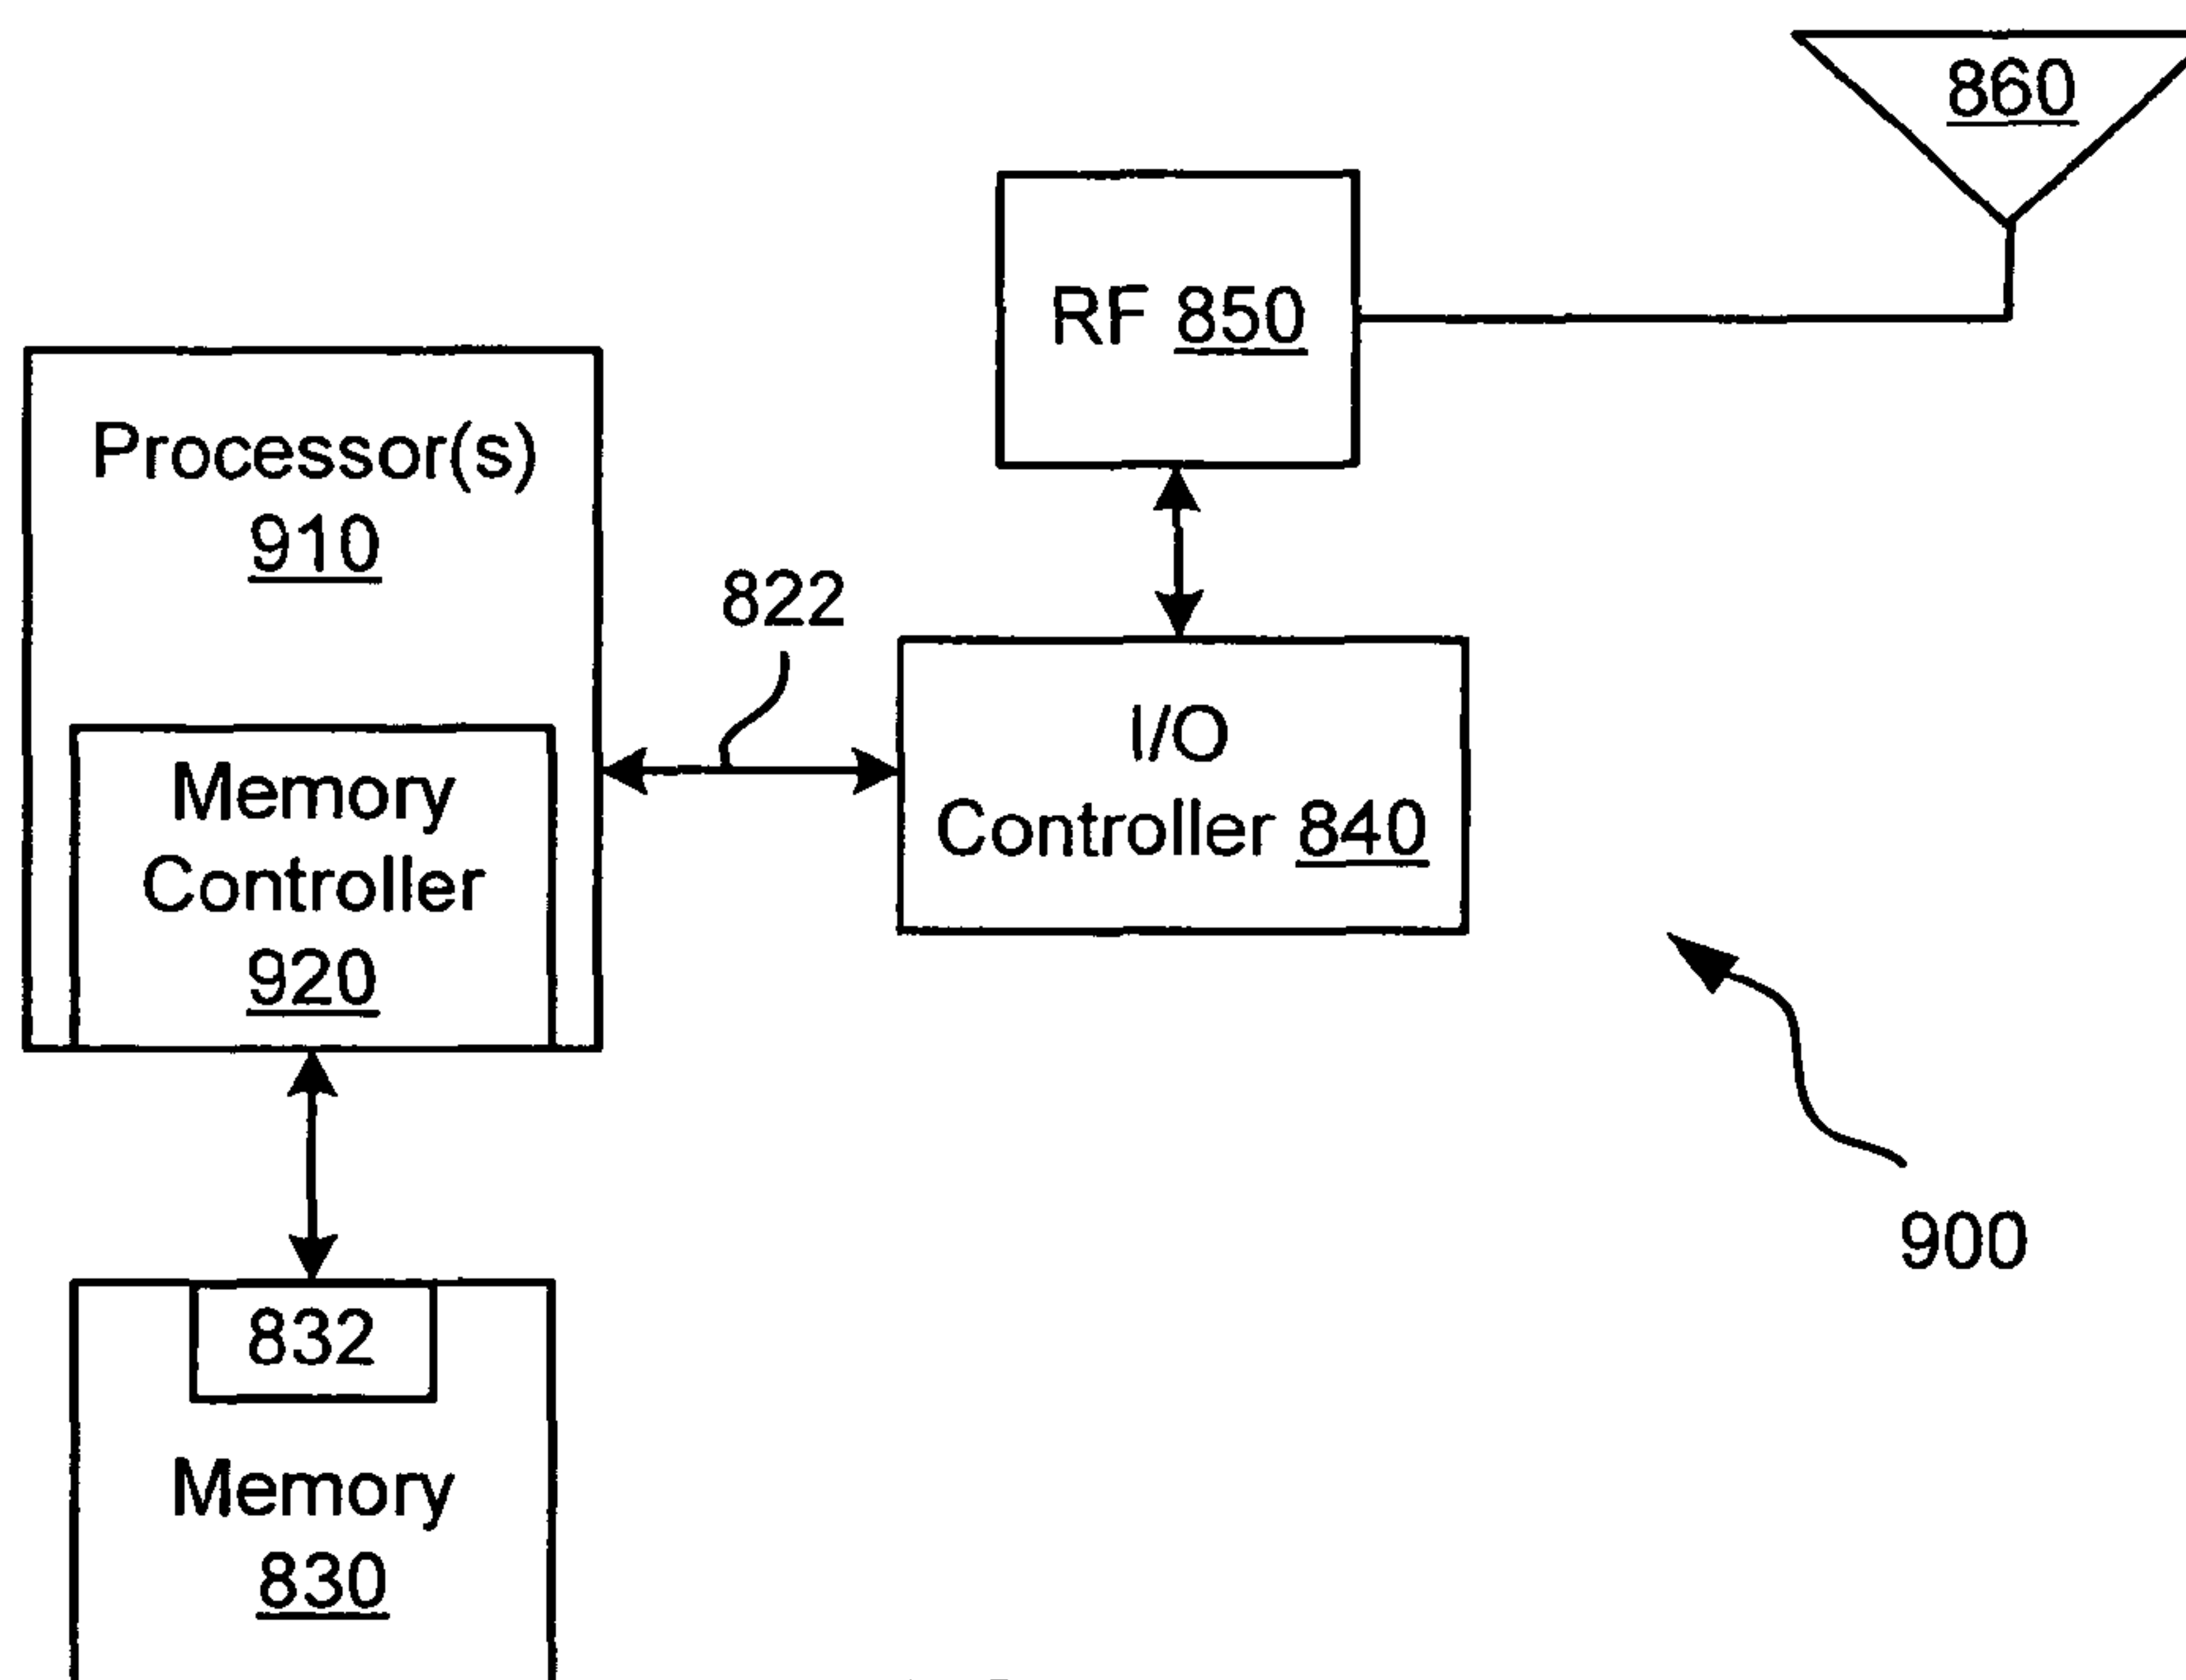 860
RF 850
Processor(s)
910
822
I/O
Controller 840
Memory
Controller
920
900
832
Memory
830